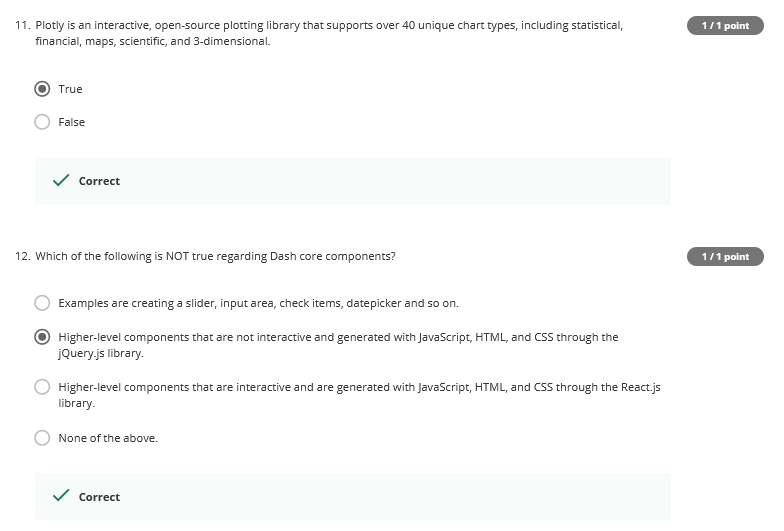 11. Plotly is an interactive, open-source plotting library that supports over 40 unique chart types, including statistical,
1 / 1 point
financial, maps, scientific, and 3-dimensional.
True
False
Correct
12. Which of the following is NOT true regarding Dash core components?
1 / 1 point
Examples are creating a slider, input area, check items, datepicker and so on.
Higher-level components that are not interactive and generated with JavaScript, HTML, and CSS through the
jQuery.js library.
Higher-level components that are interactive and are generated with JavaScript, HTML, and CSS through the React.js
library.
None of the above.
Correct